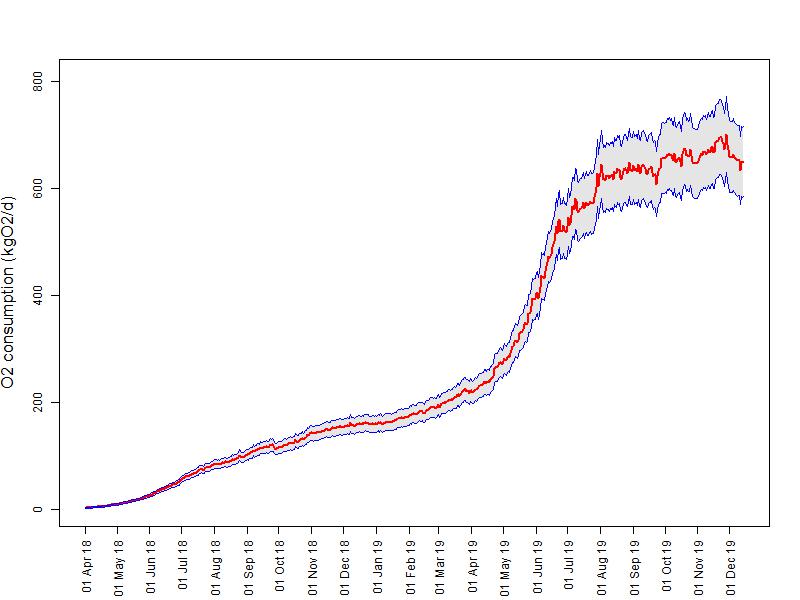 O2 consumption (kgO2/d)
800
600
400
200
0
01 Apr 18
01 May 18
01 Jun 18
01 Jul 18
01 Aug 18
01 Sep 18
01 Oct 18
01 Nov 18
01 Dec 18
01 Jan 19
01 Feb 19
01 Mar 19
01 Apr 19
01 May 19
01 Jun 19
01 Jul 19
01 Aug 19
01 Sep 19
01 Oct 19
01 Nov 19
01 Dec 19